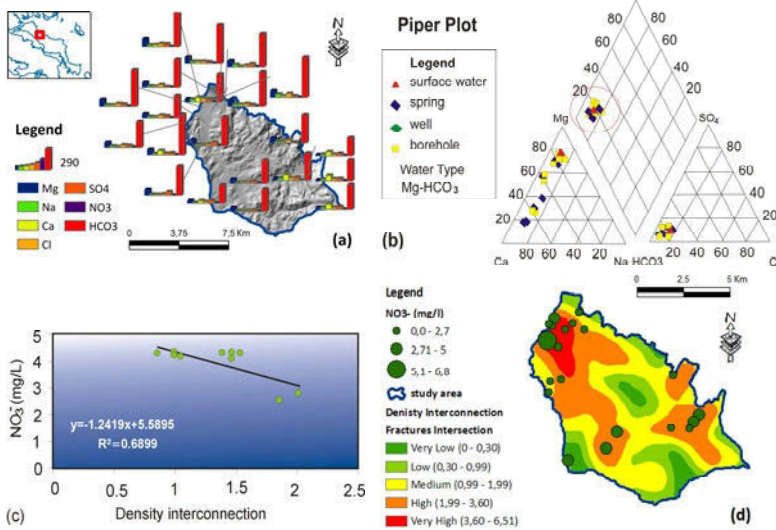 N
Legend
290
Mg
SO4
Na
NO3
Ca
HCO3
Cl
0 3,75 7,5 Km
(a)
Piper Plot
Legend
surface water
spring
well
borehole
Water Type
Mg-HCO3
(b)
80 80
60 60
40 40
20 20
Mg SO4
80 80
60 60
40 40
20 20
Ca 80 60 40 20 Na HCO3 20 40 60 80 C
NO3- (mg/L)
5
4
3
2
1
0
y=-1.2419x+5.5895
R²=0.6899
0 0.5 1 1.5 2 2.5
Density interconnection
(c)
0 2.5 5 Km
N
Legend
NO3- (mg/l)
0,0 - 2,7
2,71 - 5
5,1 - 6,8
study area
Denisty Interconnection
Fractures Intersection
Very Low (0 - 0,30)
Low (0,30 - 0,99)
Medium (0,99 - 1,99)
High (1,99 - 3,60)
Very High (3,60 - 6,51)
(d)